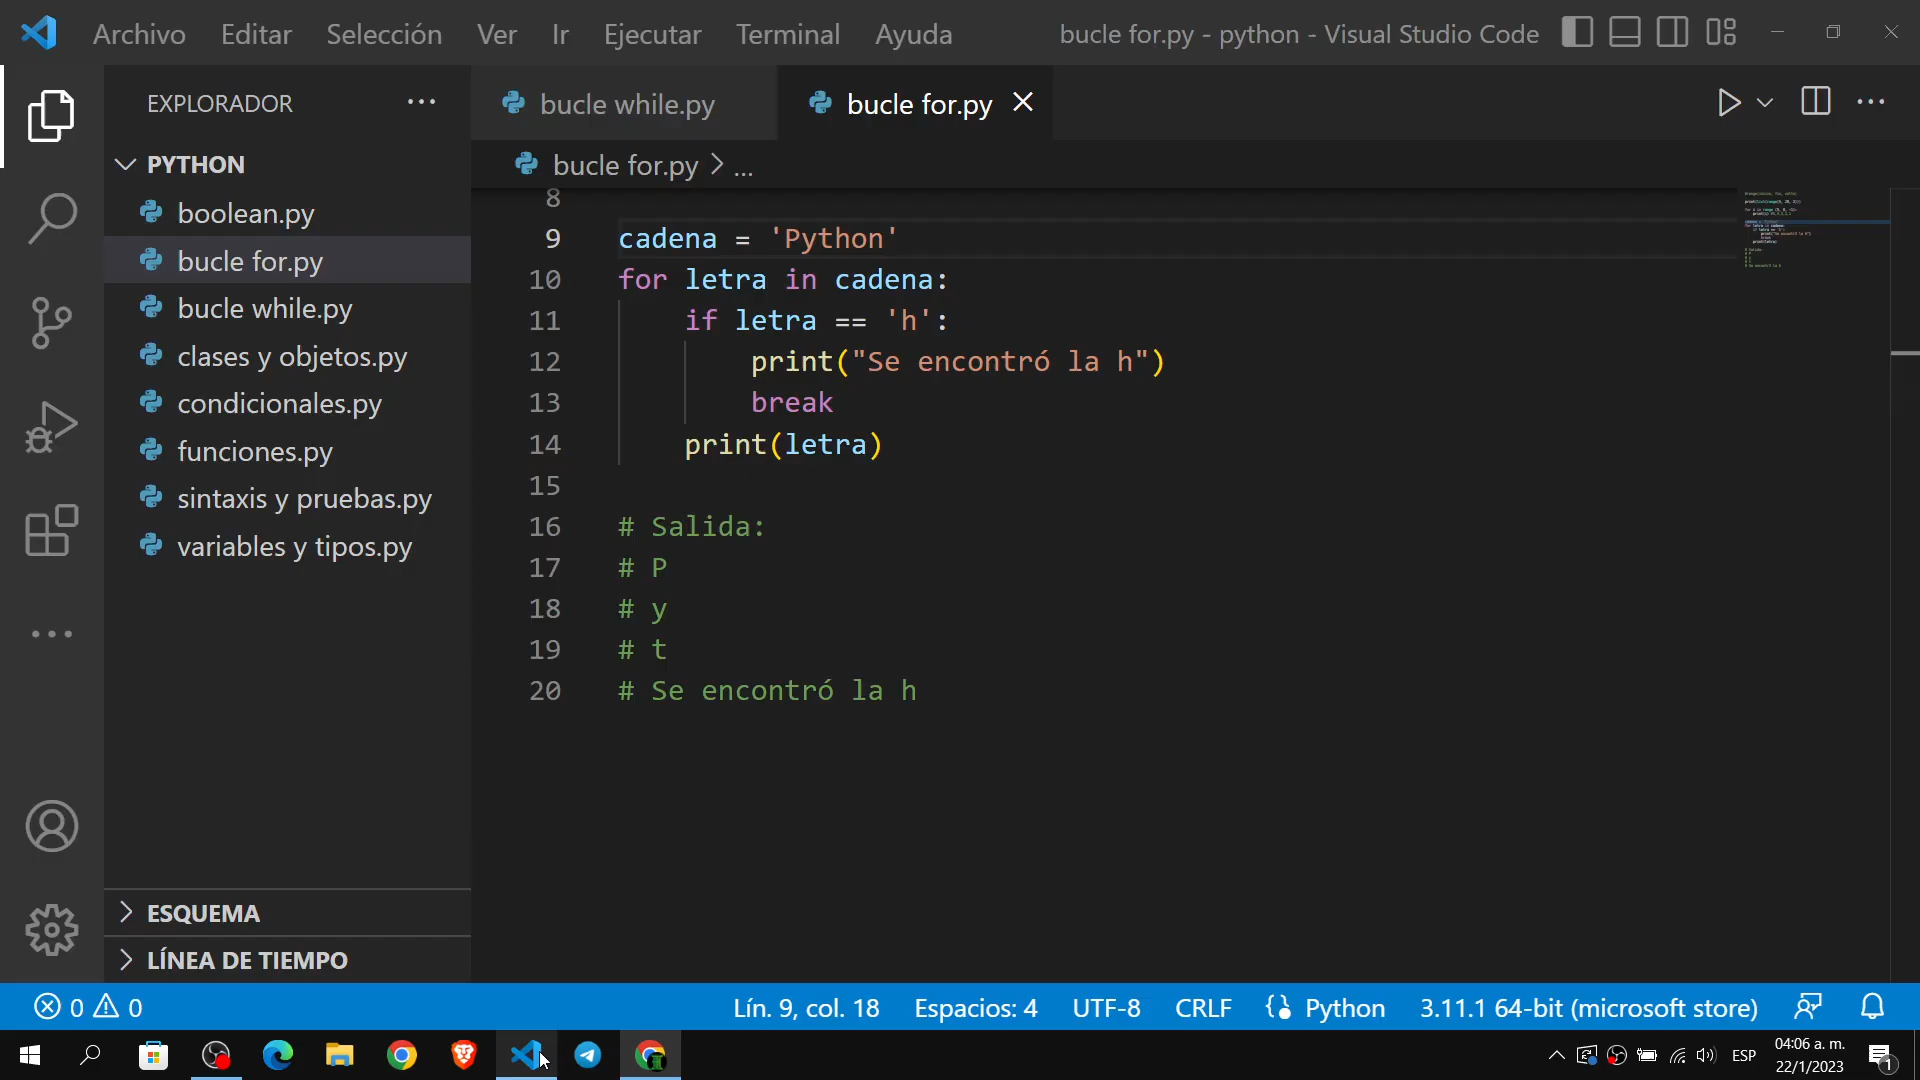 Archivo Editar Selección Ver Ir Ejecutar Terminal Ayuda bucle for.py - python - Visual Studio Code
EXPLORADOR
PYTHON
boolean.py
bucle for.py
bucle while.py
clases y objetos.py
condicionales.py
funciones.py
sintaxis y pruebas.py
variables y tipos.py
ESQUEMA
LÍNEA DE TIEMPO
bucle while.py bucle for.py
bucle for.py > ...
8
9 cadena = 'Python'
10 for letra in cadena:
11 if letra == 'h':
12 print("Se encontró la h")
13 break
14 print(letra)
15
16 # Salida:
17 # P
18 # y
19 # t
20 # Se encontró la h
0 0 Lín. 9, col. 18 Espacios: 4 UTF-8 CRLF Python 3.11.1 64-bit (microsoft store)
ESP 04:06 a. m.
22/1/2023
1